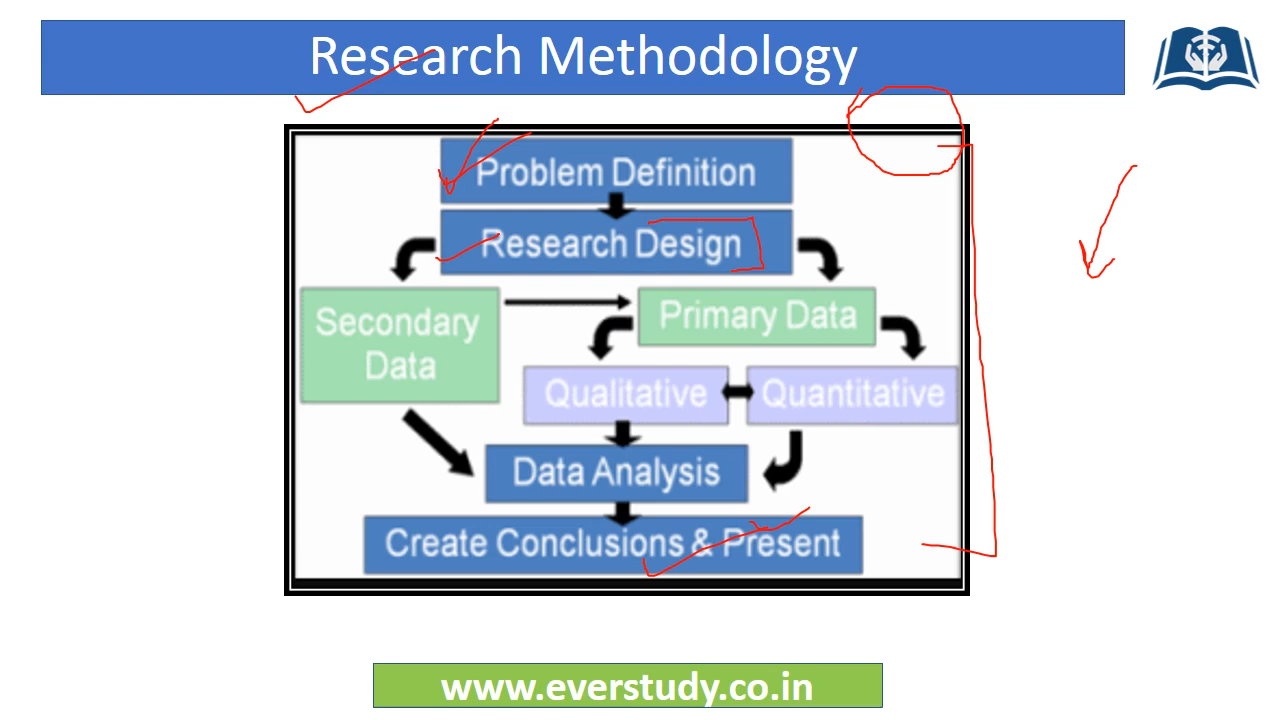 Research Methodology
Problem Definition
Research Design
Secondary
Data
Primary Data
Qualitative
Quantitative
Data Analysis
Create Conclusions & Present
www.everstudy.co.in